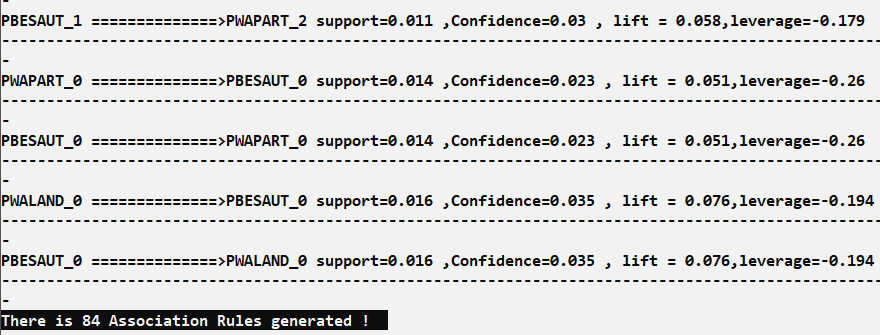 -
PBESAUT_1 ==============>PWAPART_2 support=0.011 ,Confidence=0.03 , lift = 0.058,leverage=-0.179
---------------------------------------------------------------------------------------------------
-
PWAPART_0 ==============>PBESAUT_0 support=0.014 ,Confidence=0.023 , lift = 0.051,leverage=-0.26
---------------------------------------------------------------------------------------------------
-
PBESAUT_0 ==============>PWAPART_0 support=0.014 ,Confidence=0.023 , lift = 0.051,leverage=-0.26
---------------------------------------------------------------------------------------------------
-
PWALAND_0 ==============>PBESAUT_0 support=0.016 ,Confidence=0.035 , lift = 0.076,leverage=-0.194
---------------------------------------------------------------------------------------------------
-
PBESAUT_0 ==============>PWALAND_0 support=0.016 ,Confidence=0.035 , lift = 0.076,leverage=-0.194
---------------------------------------------------------------------------------------------------
-
There is 84 Association Rules generated !